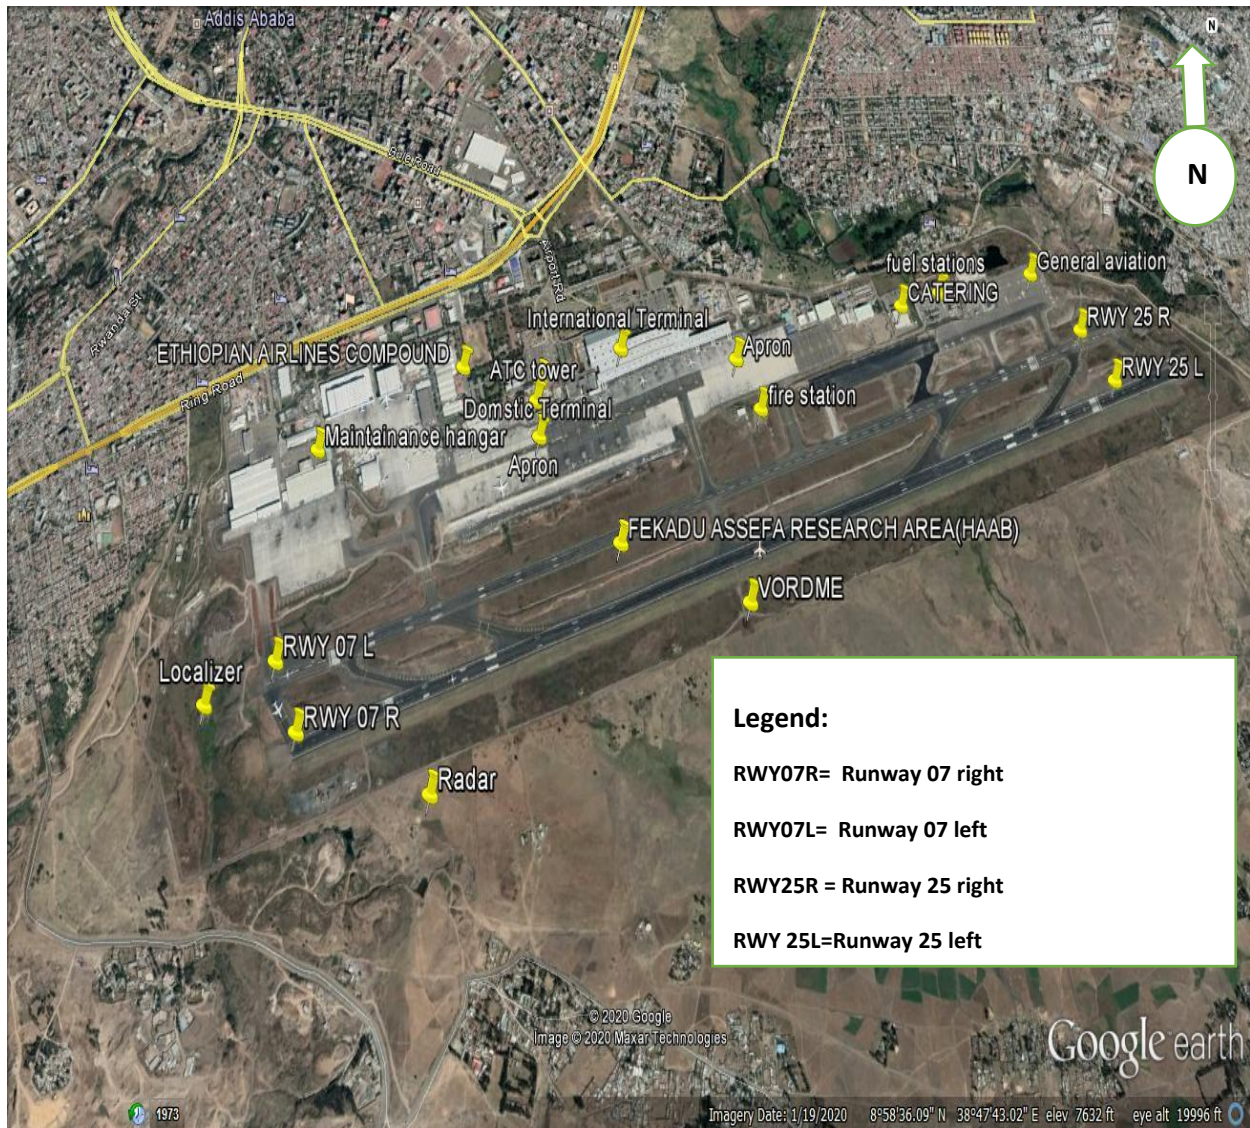 Addis Ababa
N
N
Bole Road
Airport Rd
Rwanda St
Ring Road
fuel stations
General aviation
CATERING
RWY 25 R
International Terminal
Apron
ETHIOPIAN AIRLINES COMPOUND
ATC tower
RWY 25 L
fire station
Domstic Terminal
Maintainance hangar
Apron
FEKADU ASSEFA RESEARCH AREA(HAAB)
VORDME
RWY 07 L
Localizer
RWY 07 R
Radar
Legend:
RWY07R= Runway 07 right
RWY07L= Runway 07 left
RWY25R = Runway 25 right
RWY 25L=Runway 25 left
© 2020 Google
Image © 2020 Maxar Technologies
Google earth
1973
Imagery Date: 1/19/2020 8°58'36.09" N 38°47'43.02" E elev 7632 ft eye alt 19996 ft